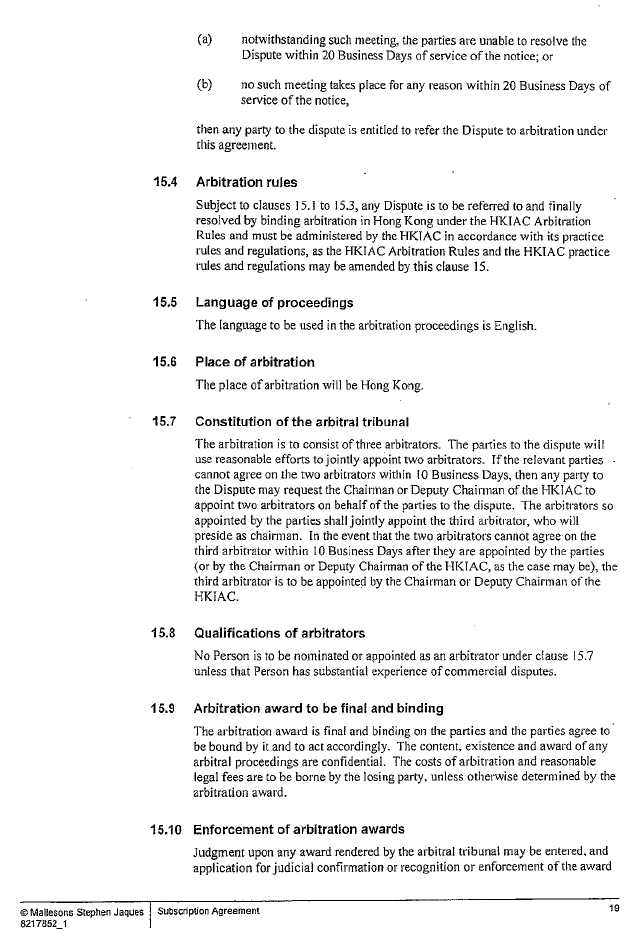 (a) notwithstanding such meeting, the parties are unable to resolve the
Dispute within 20 Business Days of service of the notice; or
(b) no such meeting takes place for any reason within 20 Business Days of
service of the notice,
then any party to the dispute is entitled to refer the Dispute to arbitration under
this agreement.
15.4 Arbitration rules
Subject to clauses 15.1 to 15.3, any Dispute is to be referred to and finally
resolved by binding arbitration in Hong Kong under the HKIAC Arbitration
Rules and must be administered by the HKIAC in accordance with its practice
rules and regulations, as the HKIAC Arbitration Rules and the HKIAC practice
rules and regulations may be amended by this clause 15.
15.5 Language of proceedings
The language to be used in the arbitration proceedings is English.
15.6 Place of arbitration
The place of arbitration will be Hong Kong.
15.7 Constitution of the arbitral tribunal
The arbitration is to consist of three arbitrators. The parties to the dispute will
use reasonable efforts to jointly appoint two arbitrators. If the relevant parties
cannot agree on the two arbitrators within 10 Business Days, then any party to
the Dispute may request the Chairman or Deputy Chairman of the HKIAC to
appoint two arbitrators on behalf of the parties to the dispute. The arbitrators so
appointed by the parties shall jointly appoint the third arbitrator, who will
preside as chairman. In the event that the two arbitrators cannot agree on the
third arbitrator within 10 Business Days after they are appointed by the parties
(or by the Chairman or Deputy Chairman of the HKIAC, as the case may be), the
third arbitrator is to be appointed by the Chairman or Deputy Chairman of the
HKIAC.
15.8 Qualifications of arbitrators
No Person is to be nominated or appointed as an arbitrator under clause 15.7
unless that Person has substantial experience of commercial disputes.
15.9 Arbitration award to be final and binding
The arbitration award is final and binding on the parties and the parties agree to
be bound by it and to act accordingly. The content, existence and award of any
arbitral proceedings are confidential. The costs of arbitration and reasonable
legal fees are to be borne by the losing party, unless otherwise determined by the
arbitration award.
15.10 Enforcement of arbitration awards
Judgment upon any award rendered by the arbitral tribunal may be entered, and
application for judicial confirmation or recognition or enforcement of the award
© Mallesons Stephen Jaques Subscription Agreement 19
8217852_1